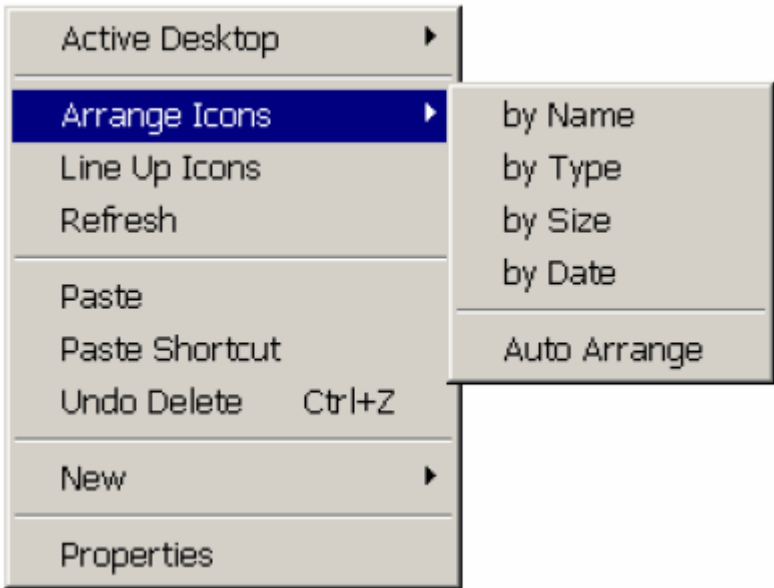 Active Desktop
Arrange Icons
Line Up Icons
Refresh
Paste
Paste Shortcut
Undo Delete Ctrl+Z
New
Properties
by Name
by Type
by Size
by Date
Auto Arrange